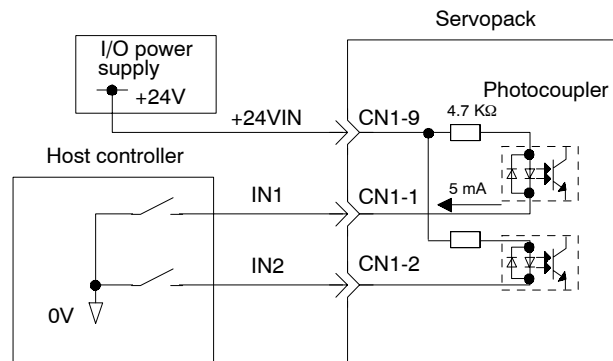 Servopack
I/O power
supply
+24V
Photocoupler
4.7 KΩ
+24VIN
CN1-9
Host controller
IN1
CN1-1
5 mA
IN2
CN1-2
0V